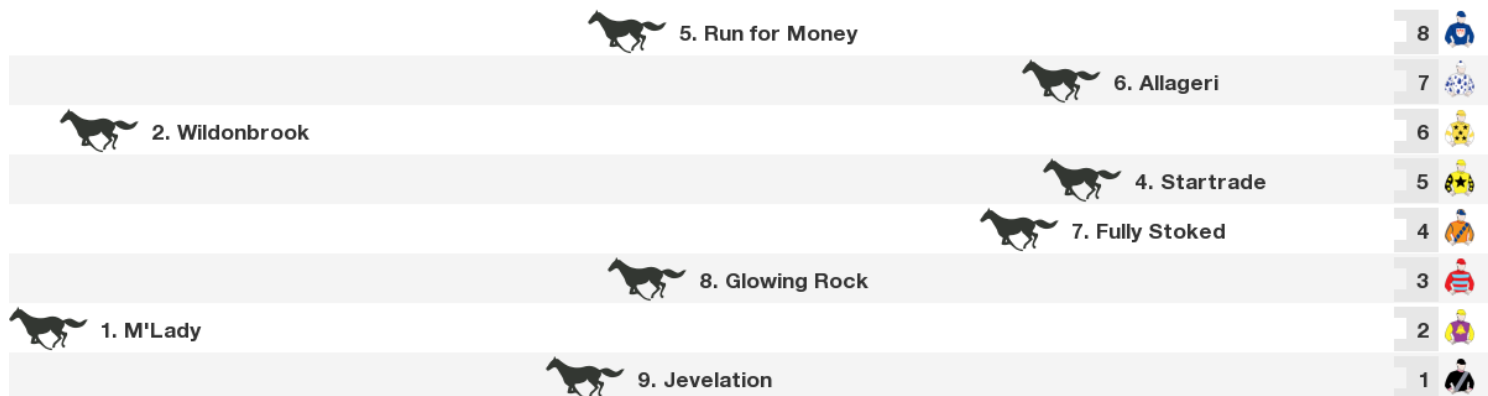 5. Run for Money 8
6. Allageri 7
2. Wildonbrook 6
4. Startrade 5
7. Fully Stoked 4
8. Glowing Rock 3
1. M'Lady 2
9. Jevelation 1